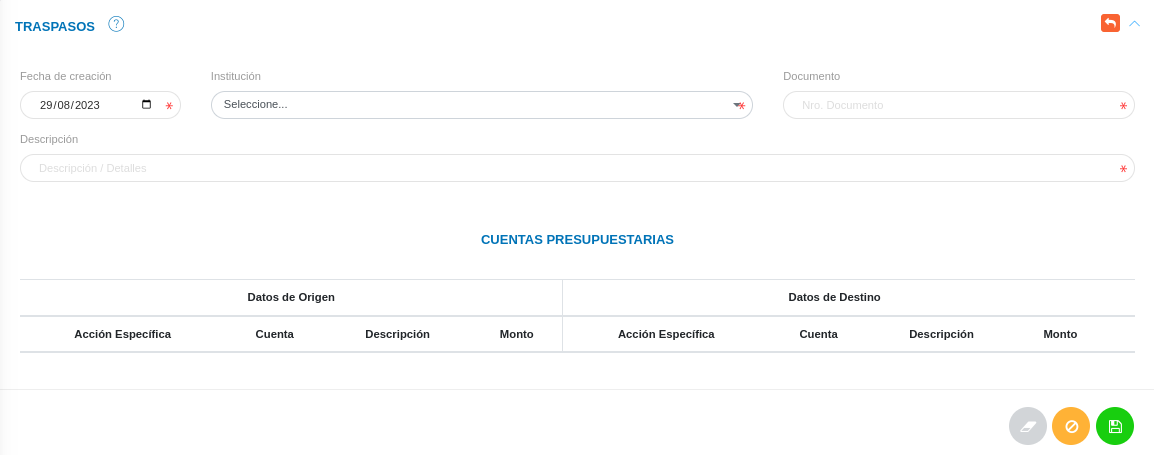 TRASPASOS ?
Fecha de creación Institución Documento
29/08/2023 * Seleccione... * Nro. Documento *
Descripción
Descripción / Detalles *
CUENTAS PRESUPUESTARIAS
Datos de Origen Datos de Destino
Acción Específica Cuenta Descripción Monto Acción Específica Cuenta Descripción Monto